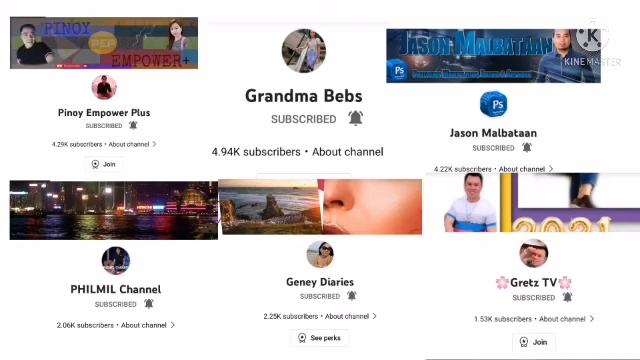 PINOY
PEP
EMPOWER+
Pinoy Empower Plus
SUBSCRIBED
4.29K subscribers • About channel >
Join
Grandma Bebs
SUBSCRIBED
4.94K subscribers • About channel
JASON MALBATAAN
Ps
K
KINEMASTER
Ps
Jason Malbataan
SUBSCRIBED
4.22K subscribers • About channel >
PHILMIL Channel
SUBSCRIBED
2.06K subscribers • About channel >
Geney Diaries
SUBSCRIBED
2.25K subscribers • About channel >
See perks
2021
🌸Gretz TV🌸
SUBSCRIBED
1.53K subscribers • About channel >
Join